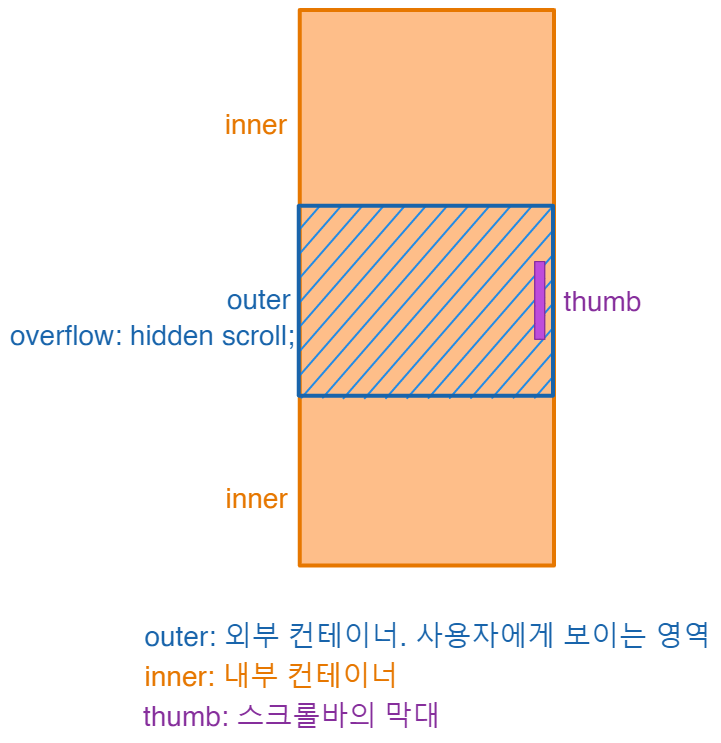 inner
outer
thumb
overflow: hidden scroll;
inner
outer: 외부 컨테이너. 사용자에게 보이는 영역
inner: 내부 컨테이너
thumb: 스크롤바의 막대